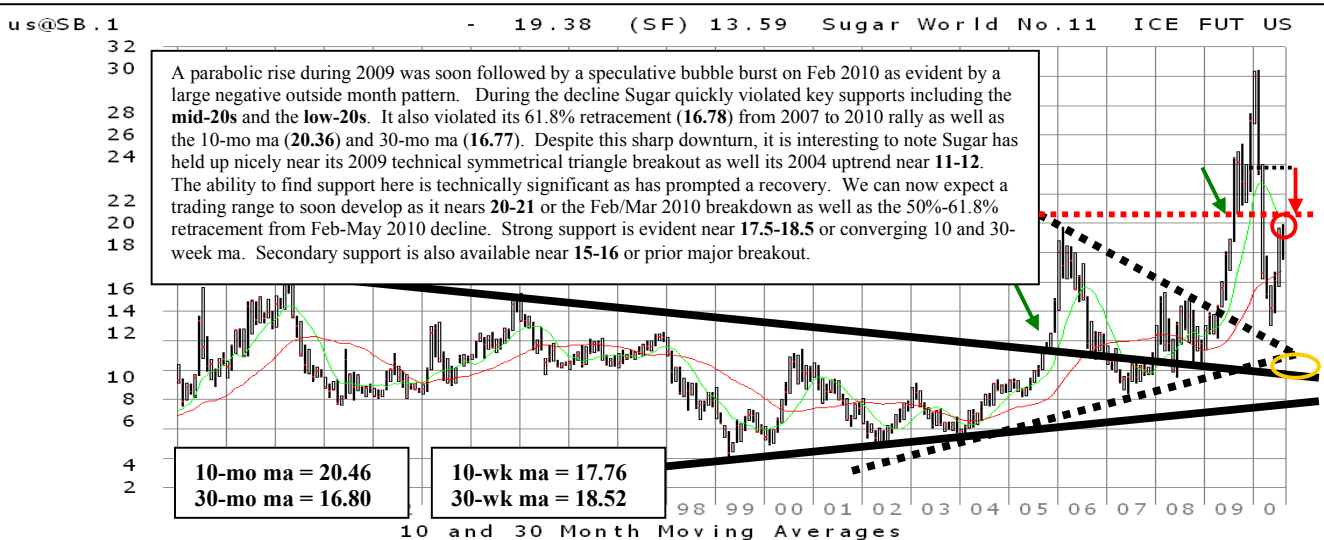 us@SB.1 - 19.38 (SF) 13.59 Sugar World No.11 ICE FUT US
32
30
28
26
24
22
20
18
16
14
12
10
8
6
4
2
A parabolic rise during 2009 was soon followed by a speculative bubble burst on Feb 2010 as evident by a
large negative outside month pattern. During the decline Sugar quickly violated key supports including the
mid-20s and the low-20s. It also violated its 61.8% retracement (16.78) from 2007 to 2010 rally as well as
the 10-mo ma (20.36) and 30-mo ma (16.77). Despite this sharp downturn, it is interesting to note Sugar has
held up nicely near its 2009 technical symmetrical triangle breakout as well its 2004 uptrend near 11-12.
The ability to find support here is technically significant as has prompted a recovery. We can now expect a
trading range to soon develop as it nears 20-21 or the Feb/Mar 2010 breakdown as well as the 50%-61.8%
retracement from Feb-May 2010 decline. Strong support is evident near 17.5-18.5 or converging 10 and 30-
week ma. Secondary support is also available near 15-16 or prior major breakout.
10-mo ma = 20.46
30-mo ma = 16.80
10-wk ma = 17.76
30-wk ma = 18.52
98 99 00 01 02 03 04 05 06 07 08 09 0
10 and 30 Month Moving Averages